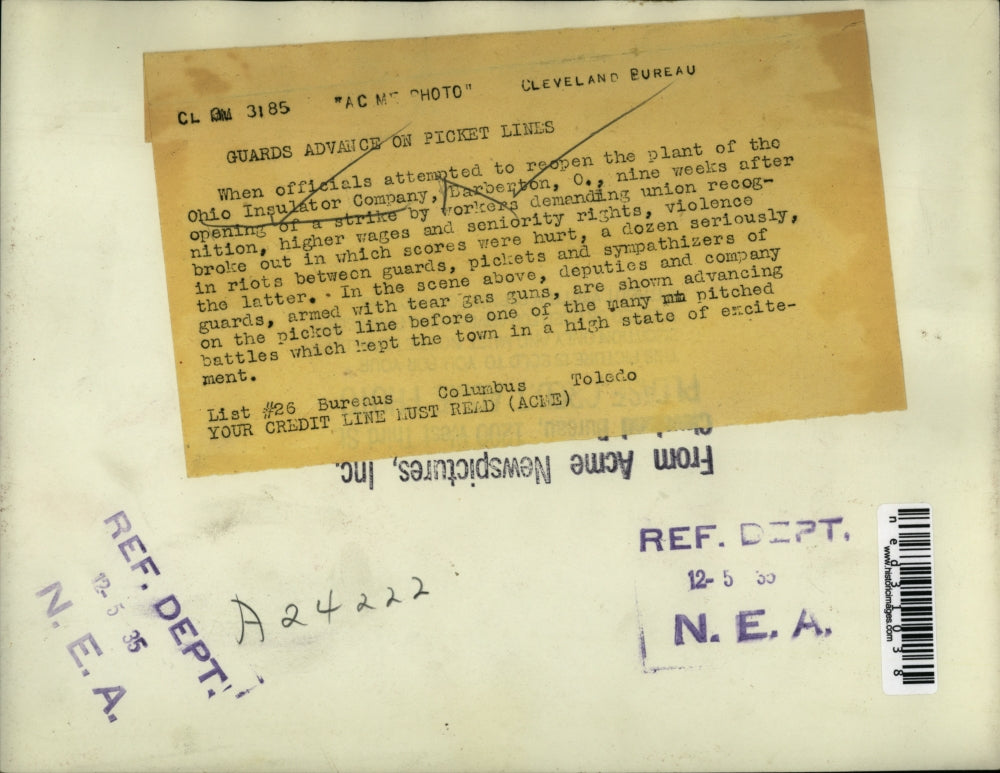 CL 3185 "ACME PHOTO" CLEVELAND BUREAU
GUARDS ADVANCE ON PICKET LINES
When officials attempted to reopen the plant of the
Ohio Insulator Company, Barberton, O., nine weeks after
opening of a strike by workers demanding union recog-
nition, higher wages and seniority rights, violence
broke out in which scores were hurt, a dozen seriously,
in riots between guards, pickets and sympathizers of
the latter. In the scene above, deputies and company
guards, armed with tear gas guns, are shown advancing
on the picket line before one of the many pitched
battles which kept the town in a high state of excite-
ment.
List #26 Bureaus Columbus Toledo
YOUR CREDIT LINE MUST READ (ACME)
From Acme Newspictures, Inc.
REF. DEPT.
12-5 35
N. E. A.
A24222
REF. DEPT.
12-5 35
N. E. A.
ned31038
www.historicimages.com